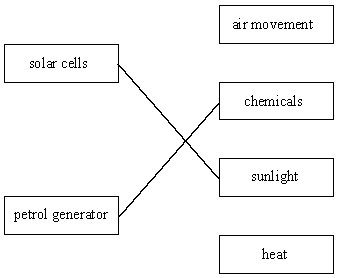 air movement
solar cells
chemicals
sunlight
petrol generator
heat